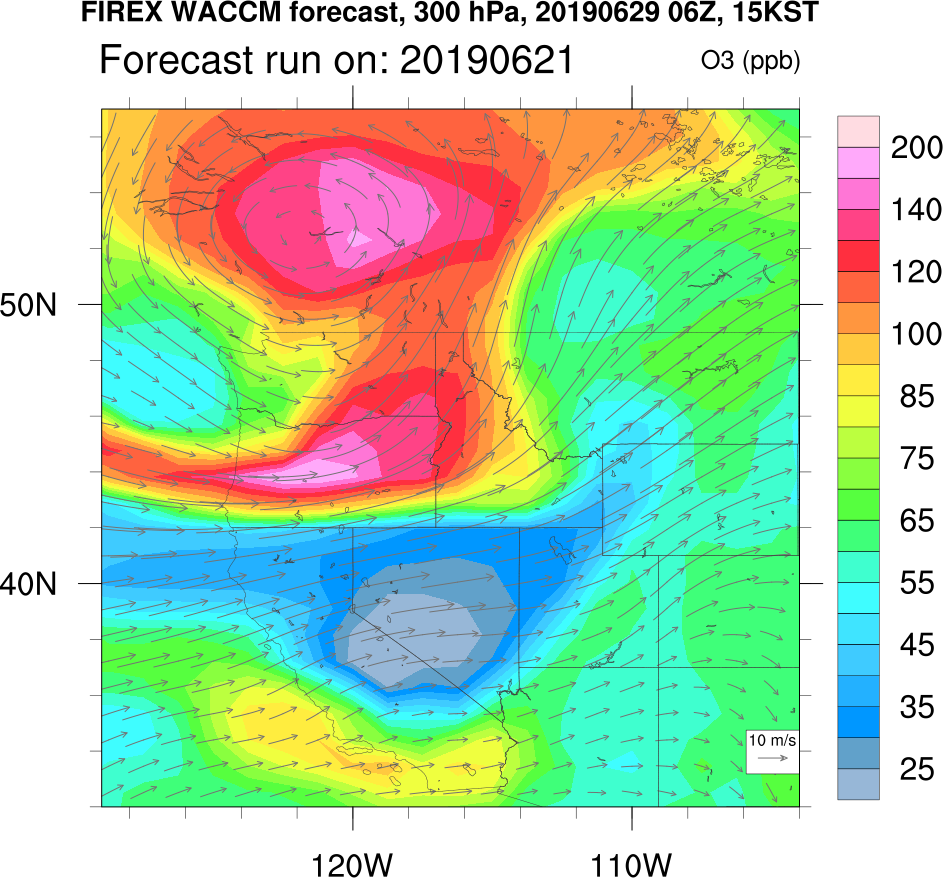 FIREX WACCM forecast, 300 hPa, 20190629 06Z, 15KST
Forecast run on: 20190621
O3 (ppb)
200
140
120
100
85
75
65
55
45
35
25
50N
40N
10 m/s
120W
110W